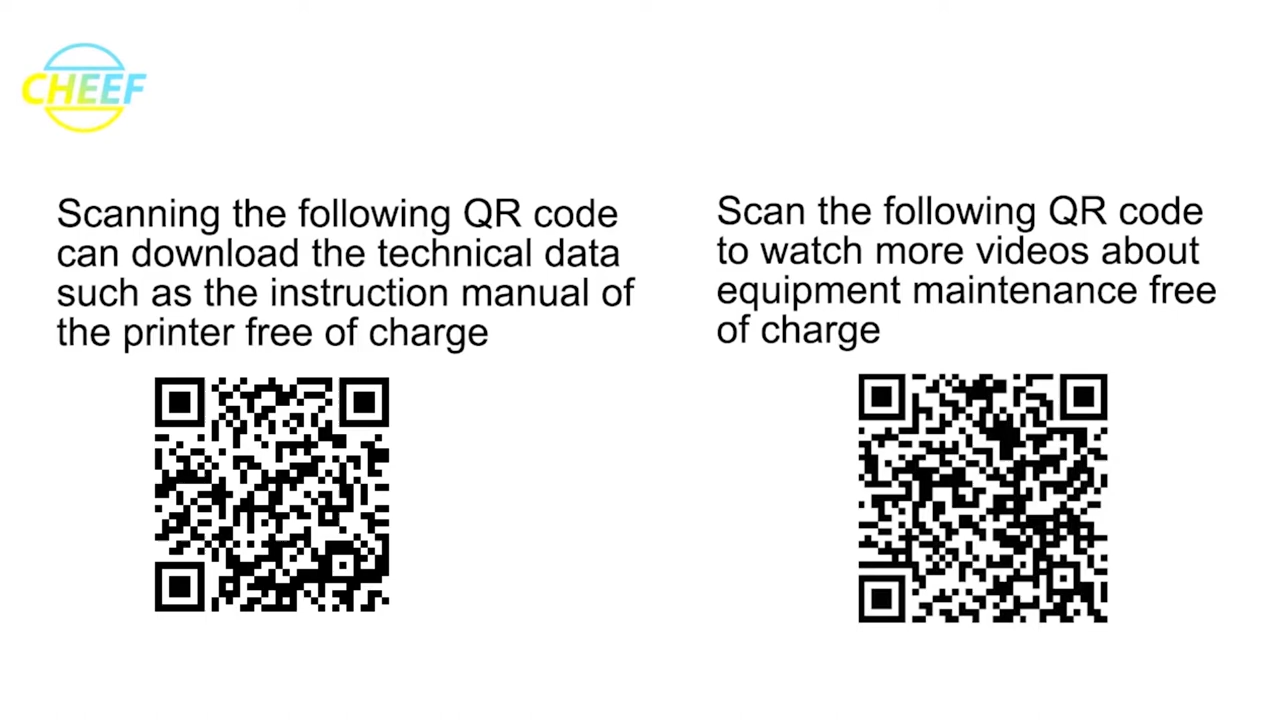 CHEEF
Scanning the following QR code
can download the technical data
such as the instruction manual of
the printer free of charge
Scan the following QR code
to watch more videos about
equipment maintenance free
of charge